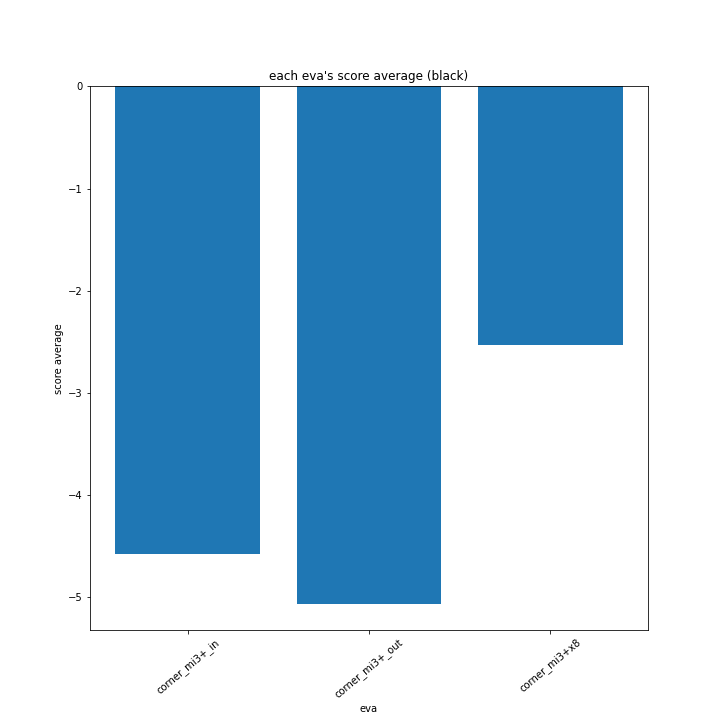 each eva's score average (black)
0
−1
−2
−3
−4
−5
score average
corner_mi3+_in
corner_mi3+_out
corner_mi3+x8
eva